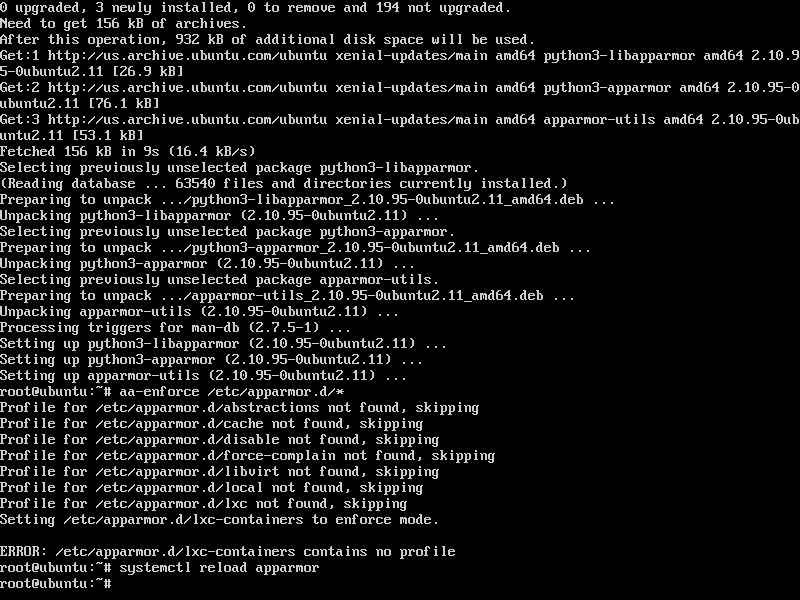 0 upgraded, 3 newly installed, 0 to remove and 194 not upgraded.
Need to get 156 kB of archives.
After this operation, 932 kB of additional disk space will be used.
Get:1 http://us.archive.ubuntu.com/ubuntu xenial-updates/main amd64 python3-libapparmor amd64 2.10.9
5-0ubuntu2.11 [26.9 kB]
Get:2 http://us.archive.ubuntu.com/ubuntu xenial-updates/main amd64 python3-apparmor amd64 2.10.95-0
ubuntu2.11 [76.1 kB]
Get:3 http://us.archive.ubuntu.com/ubuntu xenial-updates/main amd64 apparmor-utils amd64 2.10.95-0ub
untu2.11 [53.1 kB]
Fetched 156 kB in 9s (16.4 kB/s)
Selecting previously unselected package python3-libapparmor.
(Reading database ... 63540 files and directories currently installed.)
Preparing to unpack .../python3-libapparmor_2.10.95-0ubuntu2.11_amd64.deb ...
Unpacking python3-libapparmor (2.10.95-0ubuntu2.11) ...
Selecting previously unselected package python3-apparmor.
Preparing to unpack .../python3-apparmor_2.10.95-0ubuntu2.11_amd64.deb ...
Unpacking python3-apparmor (2.10.95-0ubuntu2.11) ...
Selecting previously unselected package apparmor-utils.
Preparing to unpack .../apparmor-utils_2.10.95-0ubuntu2.11_amd64.deb ...
Unpacking apparmor-utils (2.10.95-0ubuntu2.11) ...
Processing triggers for man-db (2.7.5-1) ...
Setting up python3-libapparmor (2.10.95-0ubuntu2.11) ...
Setting up python3-apparmor (2.10.95-0ubuntu2.11) ...
Setting up apparmor-utils (2.10.95-0ubuntu2.11) ...
root@ubuntu:~# aa-enforce /etc/apparmor.d/*
Profile for /etc/apparmor.d/abstractions not found, skipping
Profile for /etc/apparmor.d/cache not found, skipping
Profile for /etc/apparmor.d/disable not found, skipping
Profile for /etc/apparmor.d/force-complain not found, skipping
Profile for /etc/apparmor.d/libvirt not found, skipping
Profile for /etc/apparmor.d/local not found, skipping
Profile for /etc/apparmor.d/lxc not found, skipping
Setting /etc/apparmor.d/lxc-containers to enforce mode.

ERROR: /etc/apparmor.d/lxc-containers contains no profile
root@ubuntu:~# systemctl reload apparmor
root@ubuntu:~#